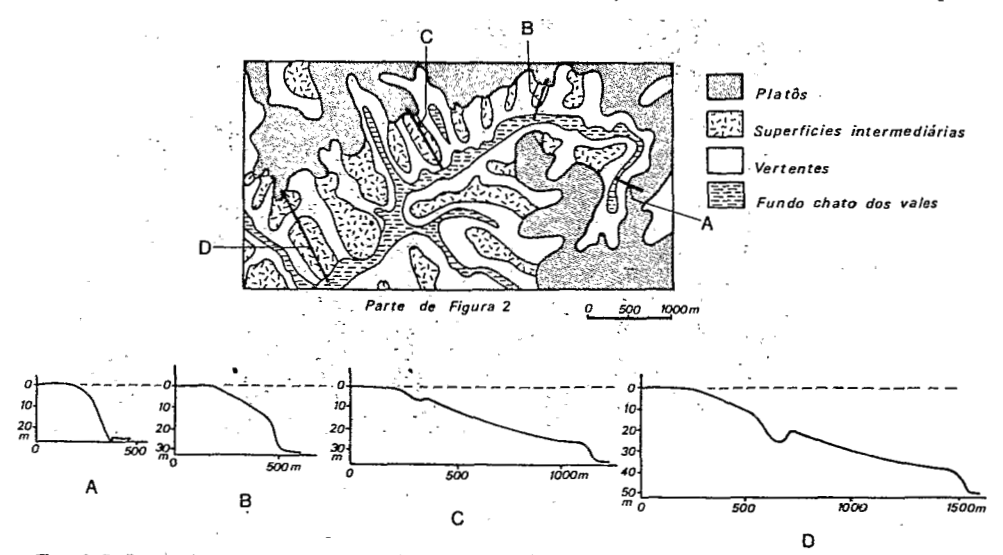 C
B
Platôs
Superfícies intermediárias
Vertentes
Fundo chato dos vales
A
D
Parte de Figura 2
0 500 1000m
0
10
20
m
0 500
A
0
10
20
30
m
0 500m
B
0
10
20
30
m
0 500 1000m
C
0
10
20
30
40
50
m
0 500 1000 1500m
D